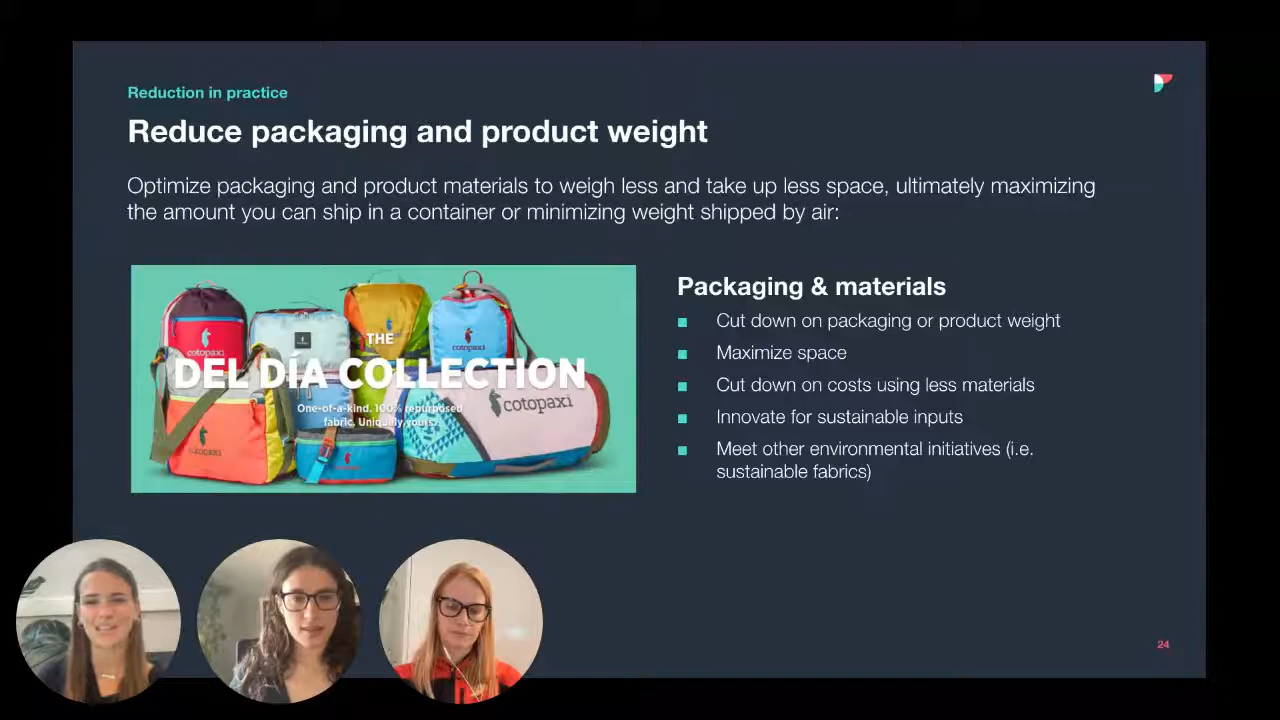 Reduction in practice
Reduce packaging and product weight
Optimize packaging and product materials to weigh less and take up less space, ultimately maximizing
the amount you can ship in a container or minimizing weight shipped by air:
cotopaxi
cotopaxi
THE
DEL DÍA COLLECTION
One-of-a-kind. 100% repurposed
fabric. Uniquely yours.
cotopaxi
cotopaxi
Packaging & materials
Cut down on packaging or product weight
Maximize space
Cut down on costs using less materials
Innovate for sustainable inputs
Meet other environmental initiatives (i.e.
sustainable fabrics)
24